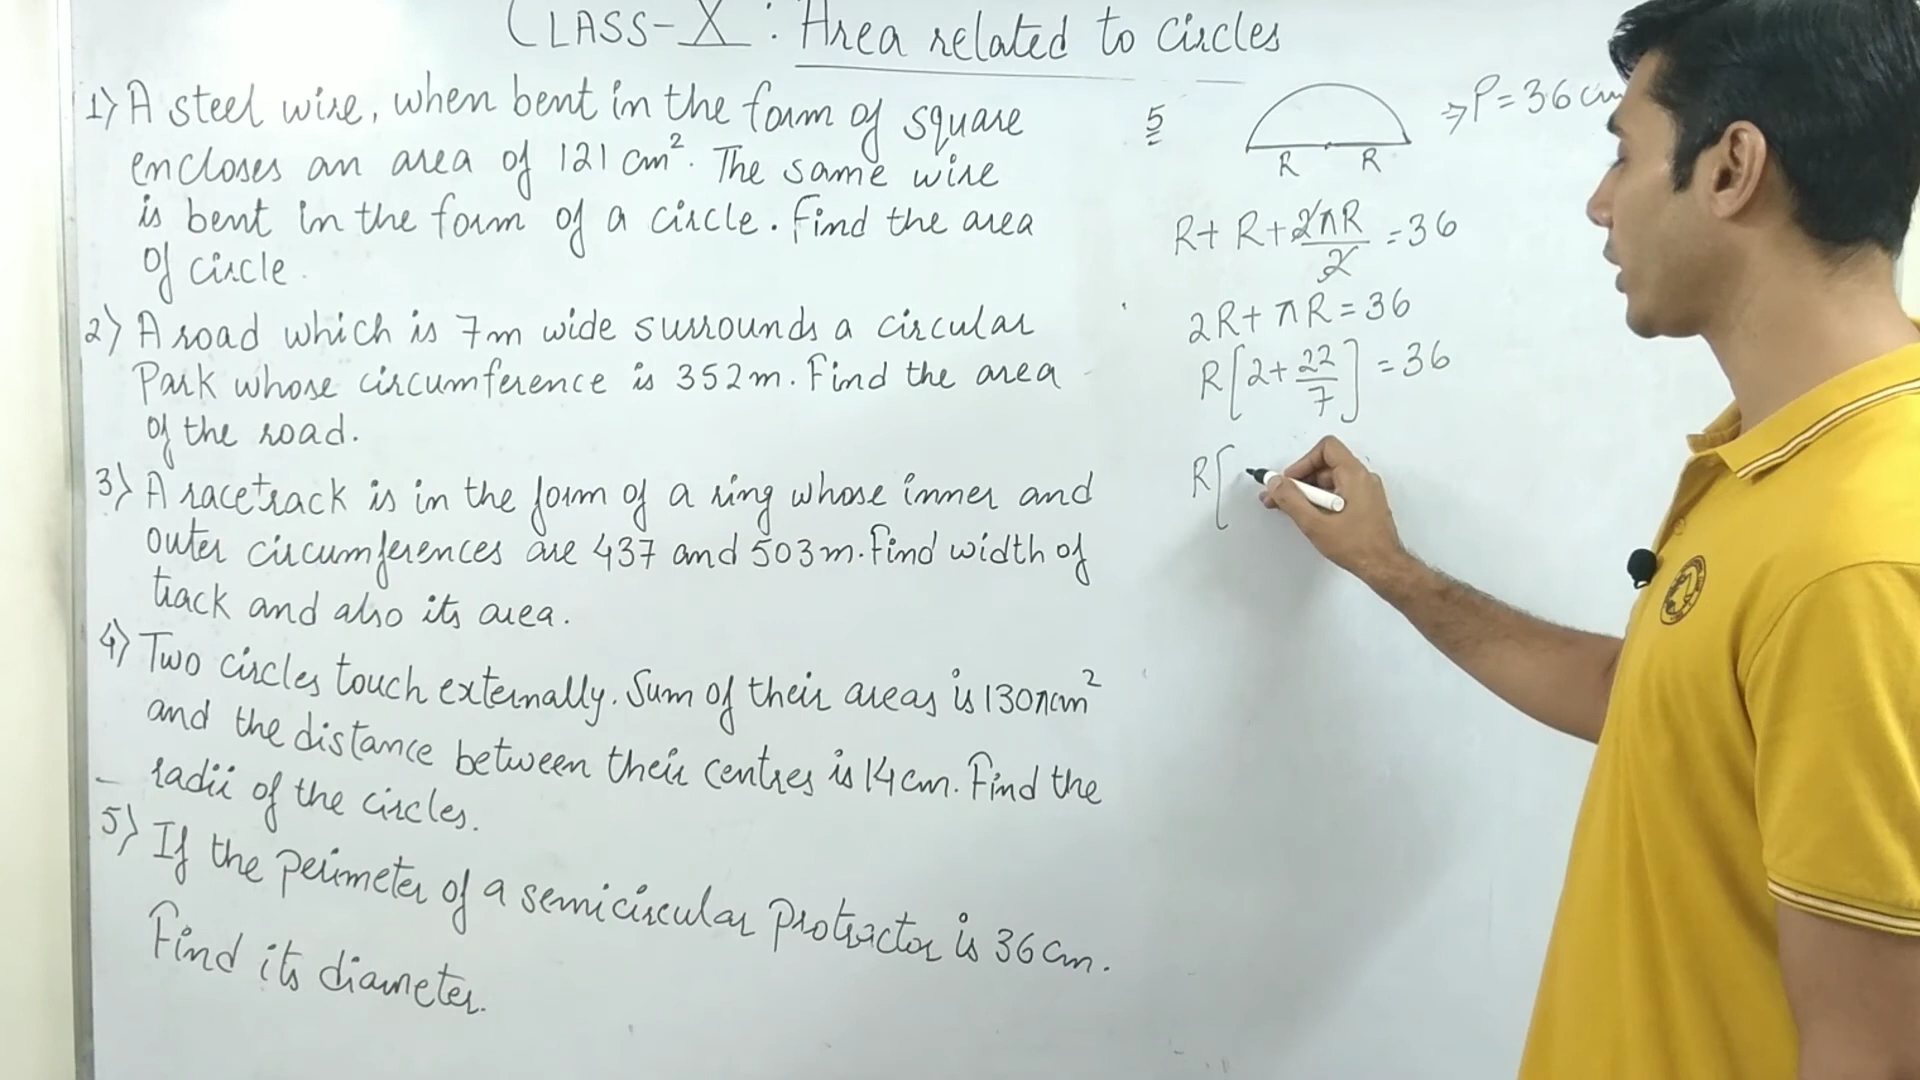 CLASS-X : Area related to circles
1) A steel wire, when bent in the form of square
encloses an area of 121 cm². The same wire
is bent in the form of a circle. Find the area
of circle.
2) A road which is 7m wide surrounds a circular
Park whose circumference is 352m. Find the area
of the road.
3) A racetrack is in the form of a ring whose inner and
outer circumferences are 437 and 503m. Find width of
track and also its area.
4) Two circles touch externally. Sum of their areas is 130πcm²
and the distance between their centres is 14cm. Find the
radii of the circles.
5) If the perimeter of a semicircular Protractor is 36cm.
Find its diameter.
5
⇒ P=36cm
R R
R+ R+ 2πR/2 =36
2R+ πR=36
R[2+22/7] =36
R[